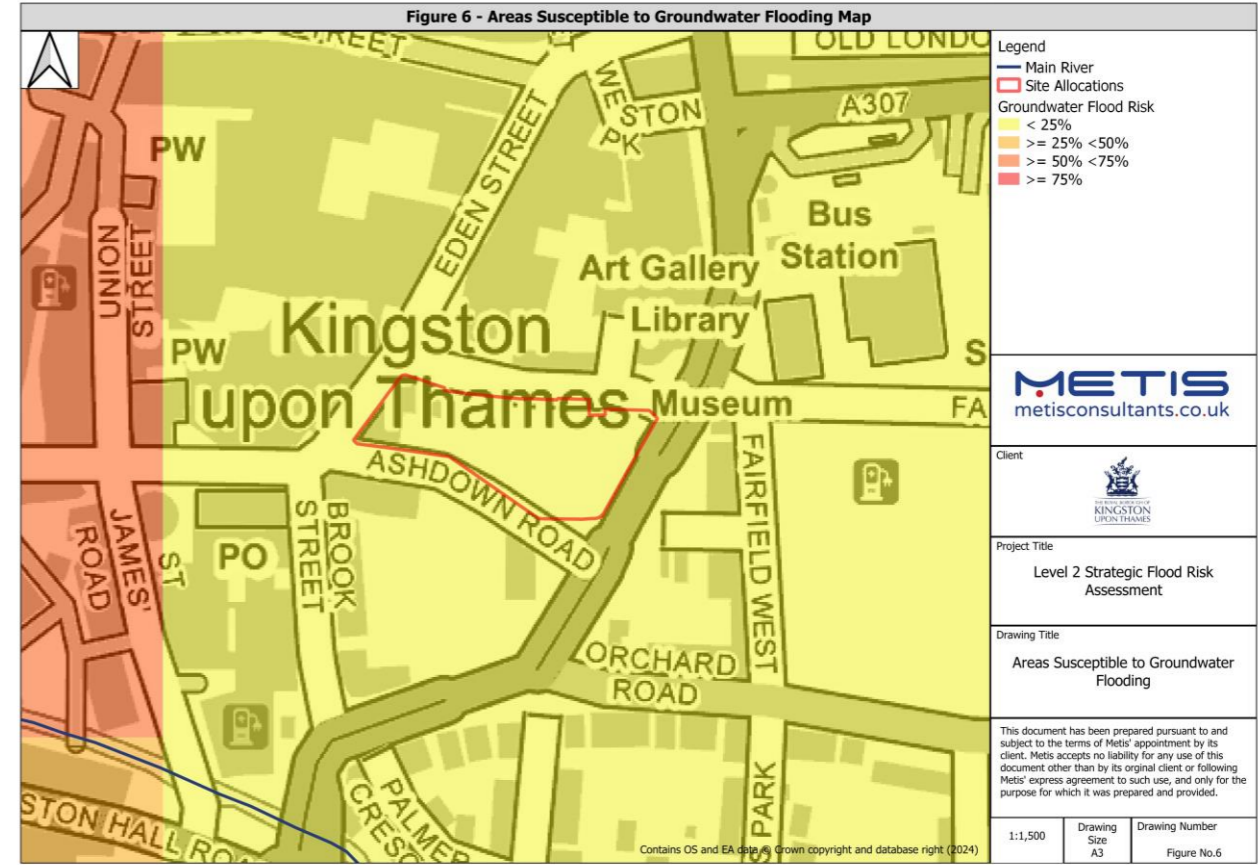 Figure 6 - Areas Susceptible to Groundwater Flooding Map
STREET
OLD LONDO
WESTON
PK
A307
EDEN STREET
PW
UNION
STREET
Bus
Station
Art Gallery
Library
Kingston
upon Thames
PW
Museum
S
FA
ASHDOWN ROAD
FAIRFIELD WEST
BROOK
STREET
PO
ST
JAMES'
ROAD
ORCHARD
ROAD
PARK
PALMER
CRESC
STON HALL RO
Contains OS and EA data © Crown copyright and database right (2024)
Legend
Main River
Site Allocations
Groundwater Flood Risk
< 25%
>= 25% <50%
>= 50% <75%
>= 75%
METIS
metisconsultants.co.uk
Client
THE ROYAL BOROUGH OF
KINGSTON
UPON THAMES
Project Title
Level 2 Strategic Flood Risk
Assessment
Drawing Title
Areas Susceptible to Groundwater
Flooding
This document has been prepared pursuant to and
subject to the terms of Metis' appointment by its
client. Metis accepts no liability for any use of this
document other than by its orginal client or following
Metis' express agreement to such use, and only for the
purpose for which it was prepared and provided.
1:1,500
Drawing
Size
A3
Drawing Number
Figure No.6